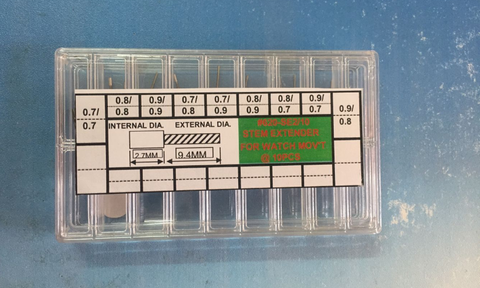 0.7/ 0.8/ 0.9/ 0.7/ 0.7/ 0.8/ 0.8/ 0.9/ 0.9/
0.7 0.8 0.9 0.8 0.9 0.9 0.7 0.7 0.8
INTERNAL DIA. EXTERNAL DIA.
STEM EXTENDER
FOR WATCH MOV'T
@ 10PCS
2.7MM 9.4MM